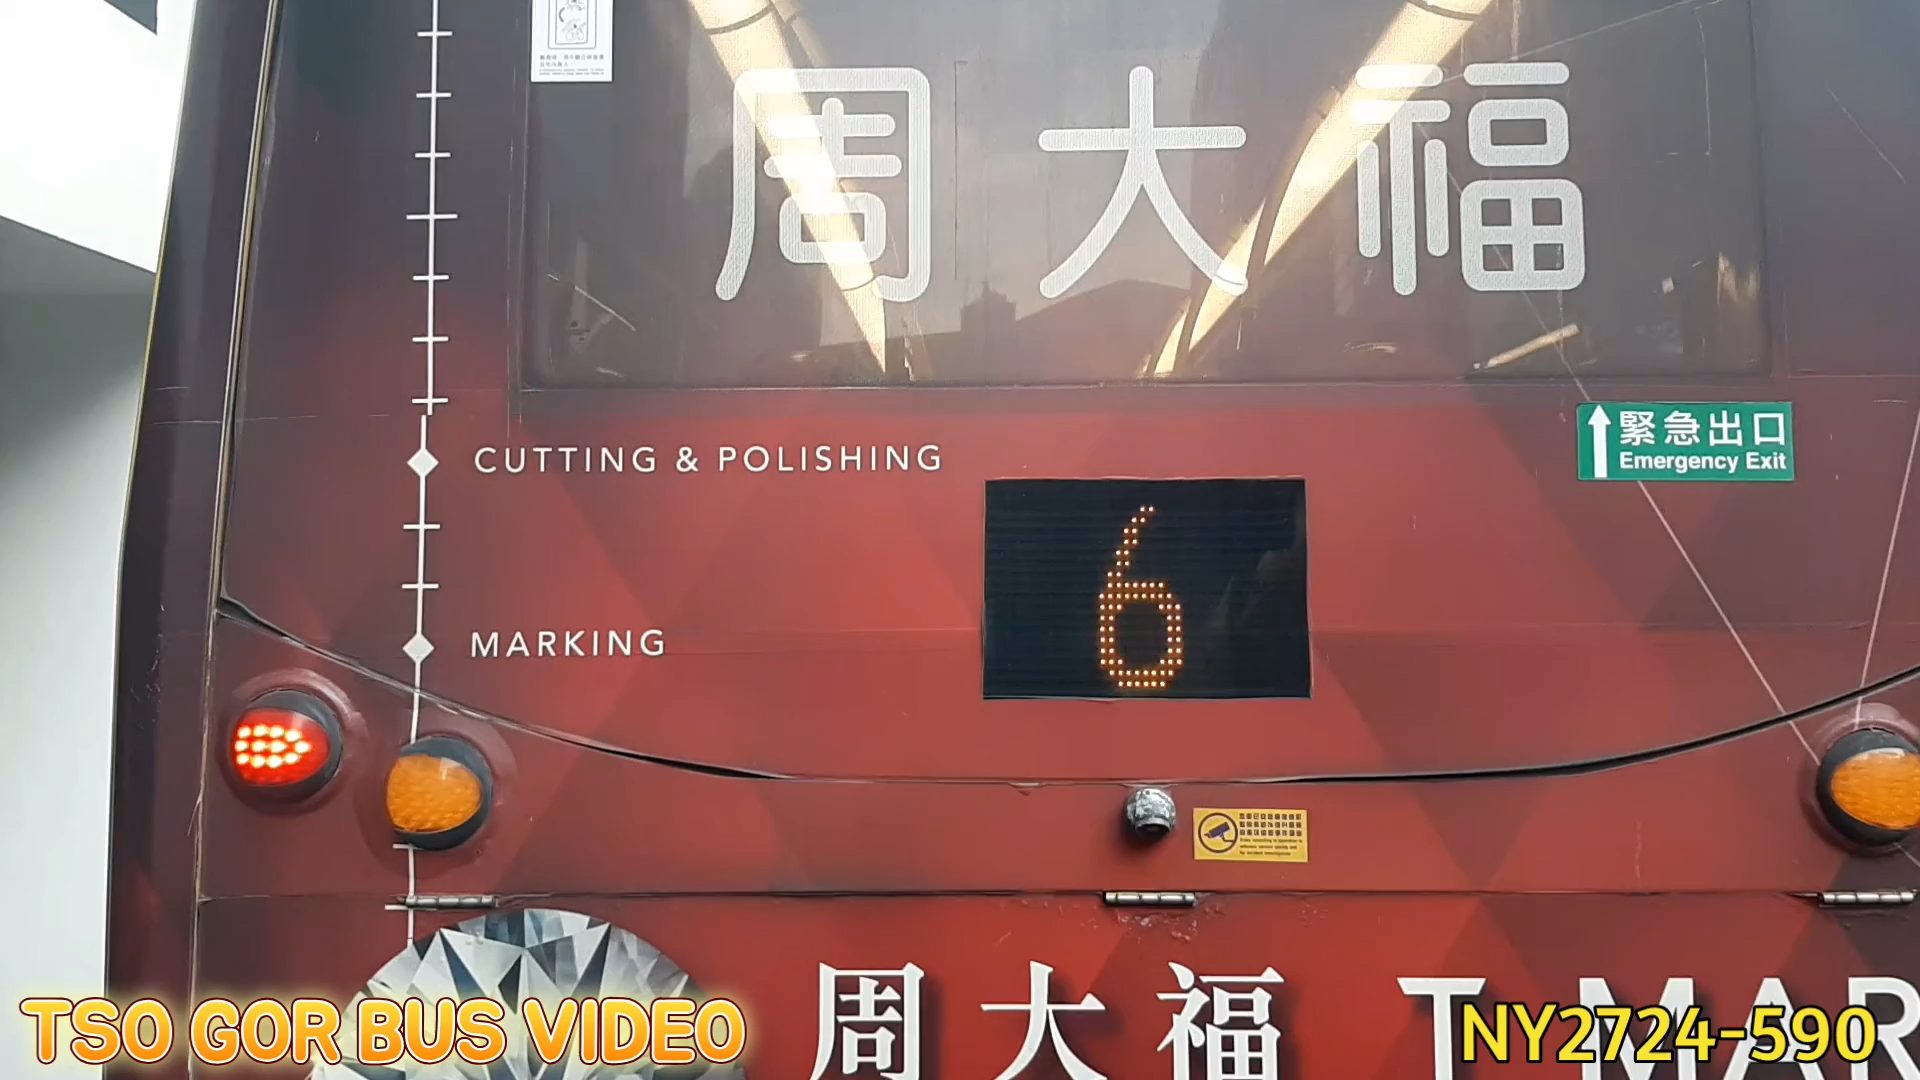 周大福
緊急出口
Emergency Exit
CUTTING & POLISHING
6
MARKING
周大福 T MAR
TSO GOR BUS VIDEO
NY2724-590